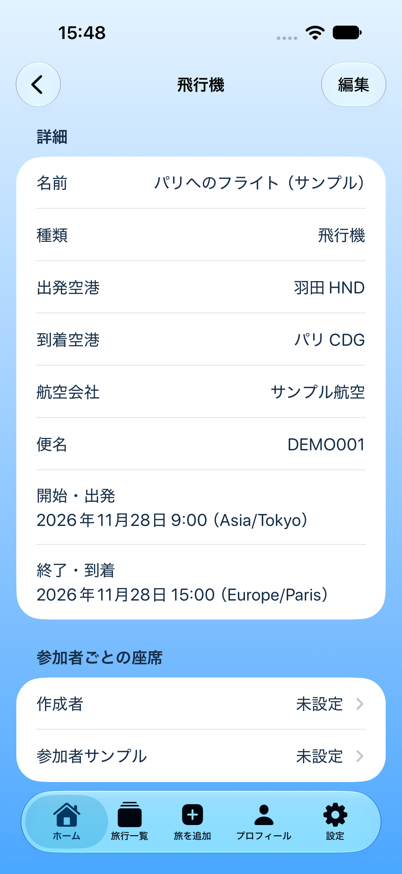 15:48
飛行機
編集
詳細
名前 パリへのフライト（サンプル）
種類 飛行機
出発空港 羽田 HND
到着空港 パリ CDG
航空会社 サンプル航空
便名 DEMO001
開始・出発
2026年11月28日 9:00（Asia/Tokyo）
終了・到着
2026年11月28日 15:00（Europe/Paris）
参加者ごとの座席
作成者 未設定
参加者サンプル 未設定
ホーム 旅行一覧 旅を追加 プロフィール 設定